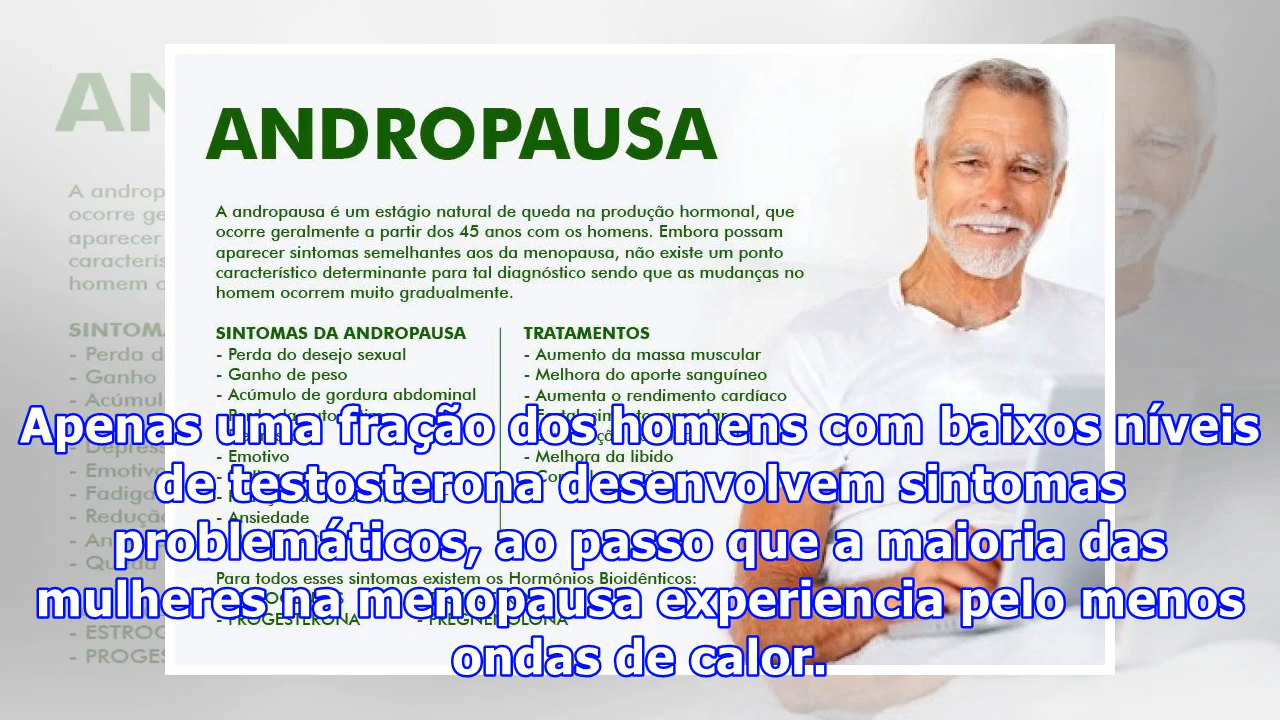 ANDROPAUSA
A andropausa é um estágio natural de queda na produção hormonal, que
ocorre geralmente a partir dos 45 anos com os homens. Embora possam
aparecer sintomas semelhantes aos da menopausa, não existe um ponto
característico determinante para tal diagnóstico sendo que as mudanças no
homem ocorrem muito gradualmente.
SINTOMAS DA ANDROPAUSA
- Perda do desejo sexual
- Ganho de peso
- Acúmulo de gordura abdominal
- Emotivo
- Ansiedade
TRATAMENTOS
- Aumento da massa muscular
- Melhora do aporte sanguíneo
- Aumenta o rendimento cardíaco
- Melhora da libido
Para todos esses sintomas existem os Hormônios Bioidênticos:
- PROGESTERONA - PREGNENOLONA
Apenas uma fração dos homens com baixos níveis
de testosterona desenvolvem sintomas
problemáticos, ao passo que a maioria das
mulheres na menopausa experiencia pelo menos
ondas de calor.